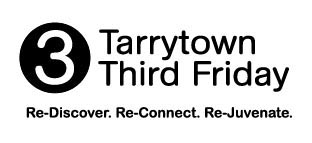 3
Tarrytown
Third Friday
Re-Discover. Re-Connect. Re-Juvenate.